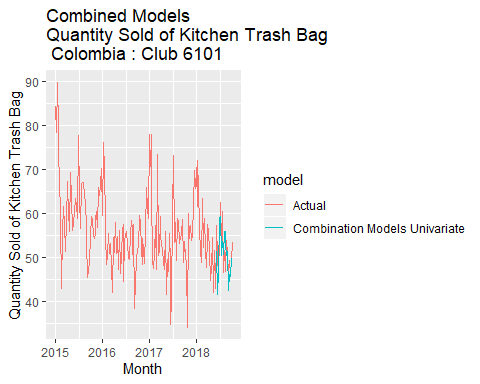 Combined Models
Quantity Sold of Kitchen Trash Bag
Colombia : Club 6101
Quantity Sold of Kitchen Trash Bag
90
80
70
60
50
40
2015
2016
2017
2018
Month
model
Actual
Combination Models Univariate